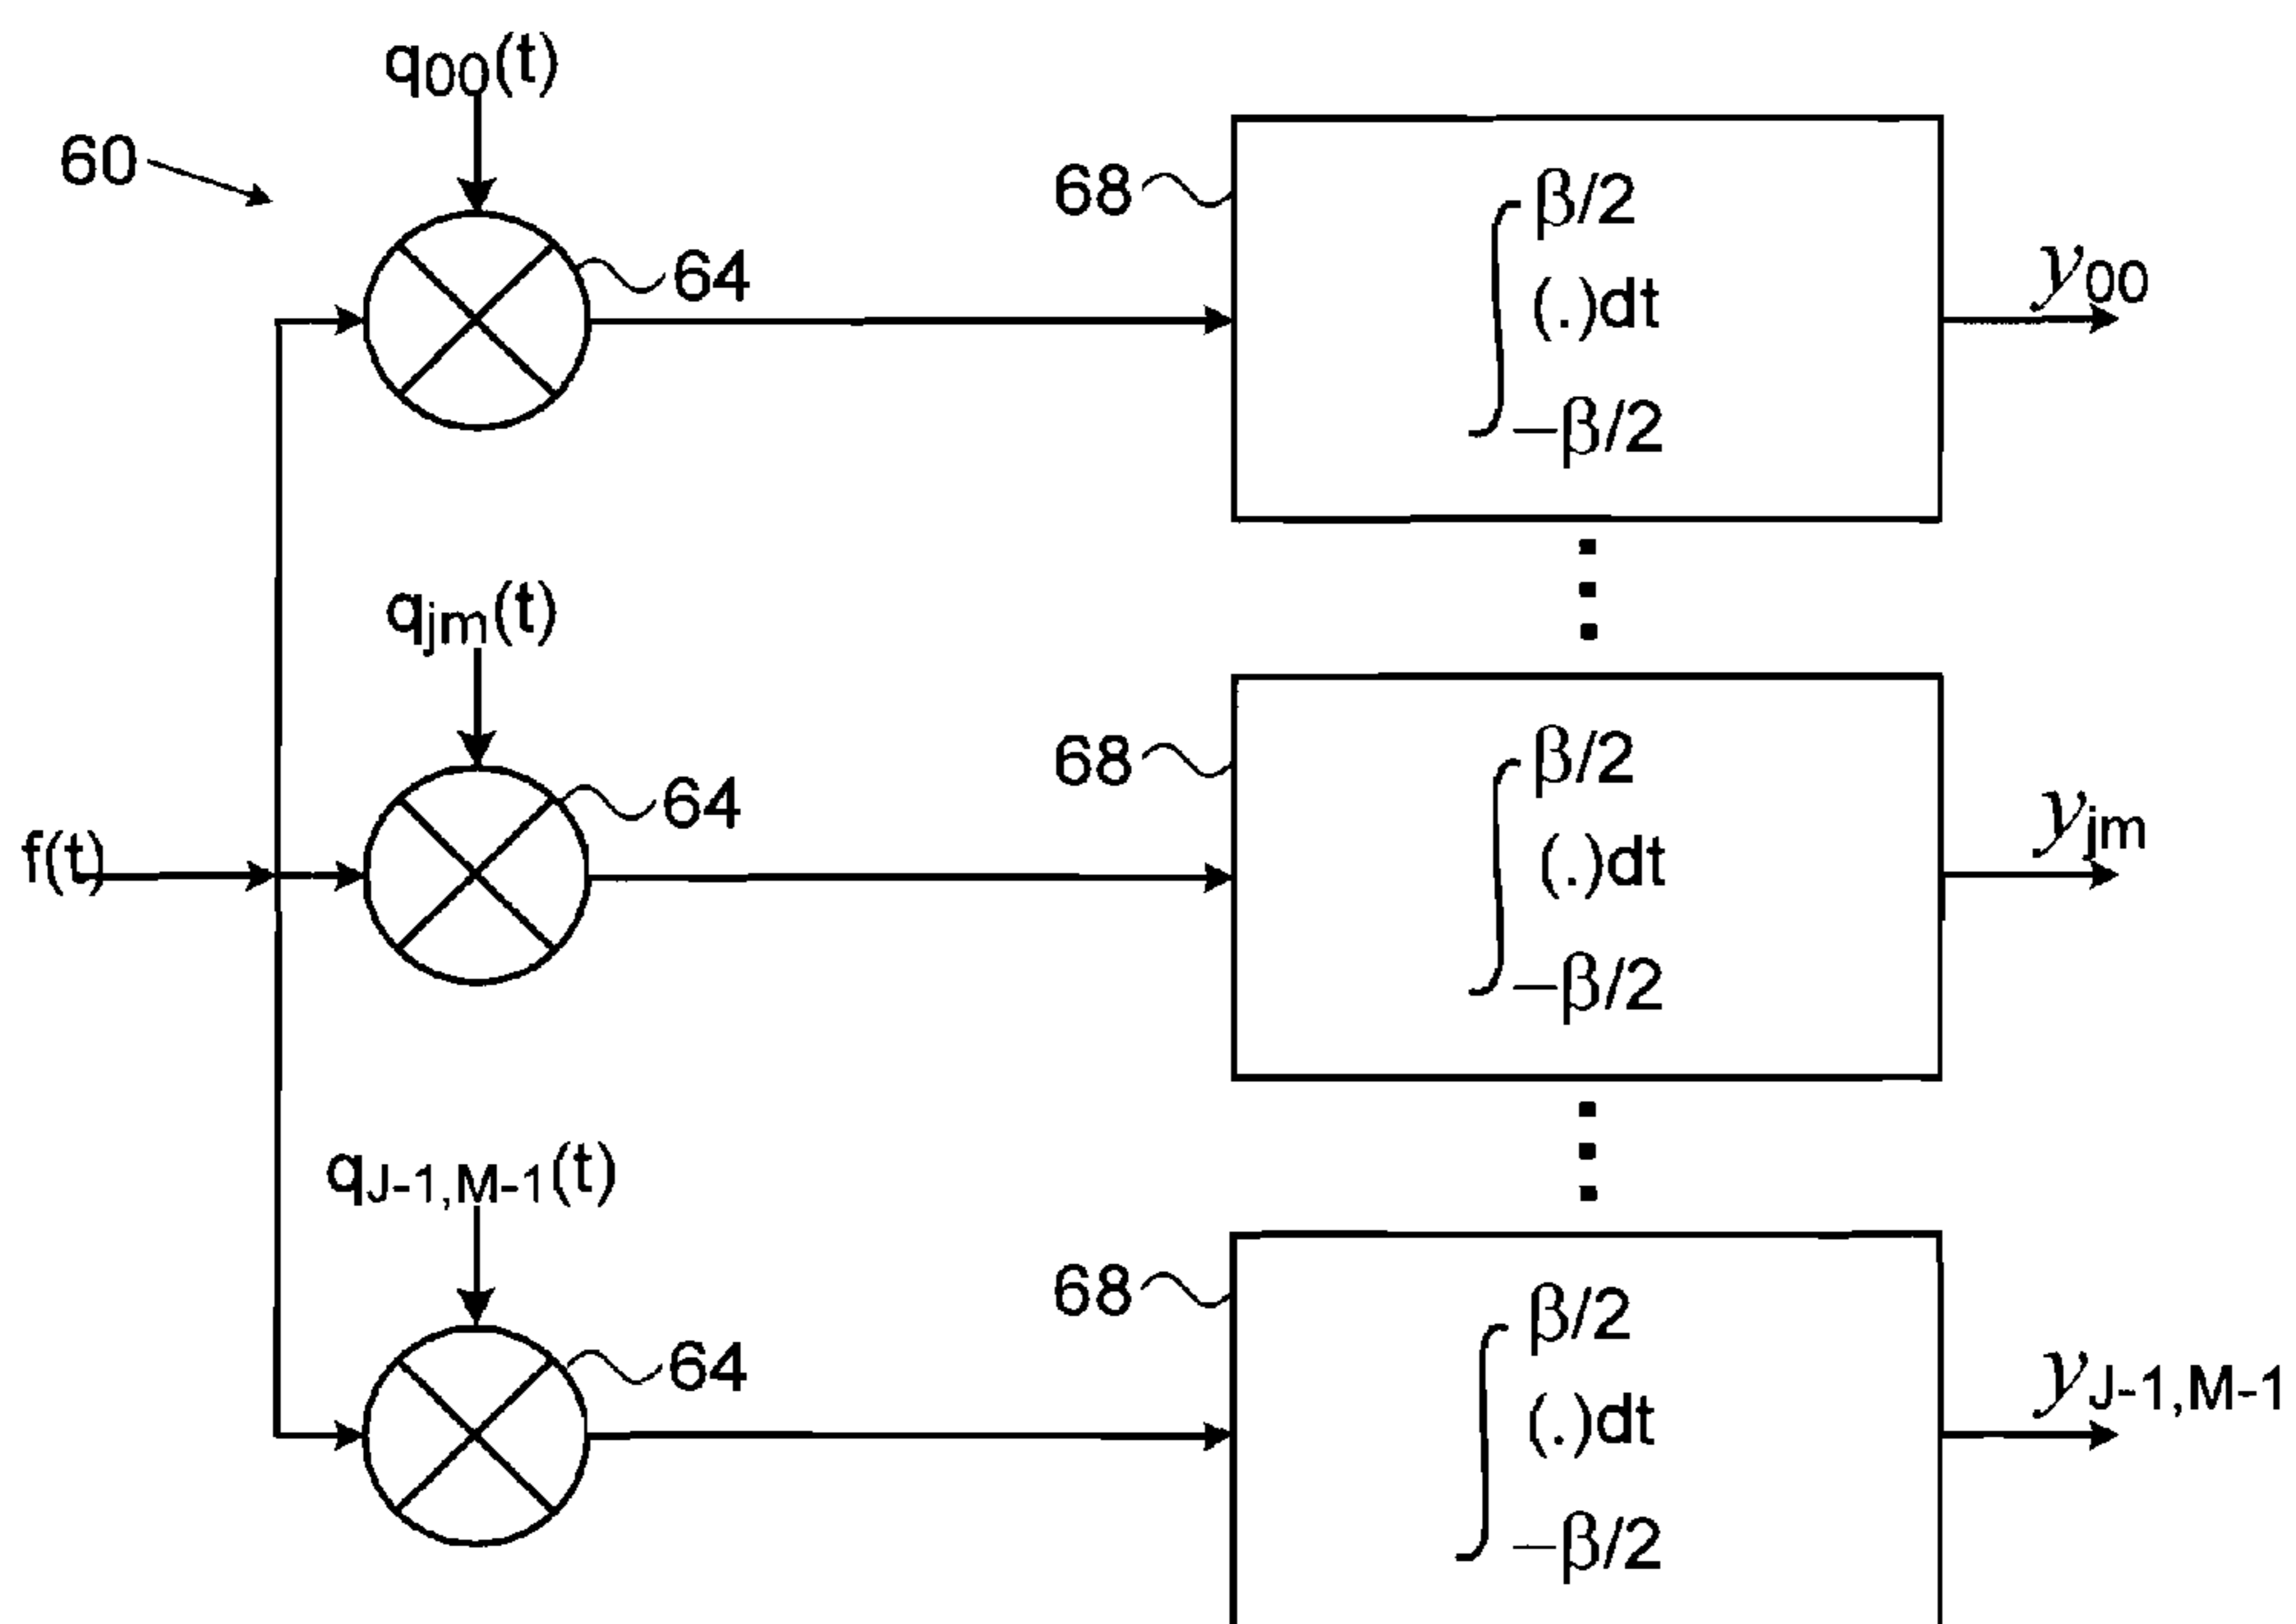 q00(t)
60
64
68
β/2
(.)dt
–β/2
y00
qjm(t)
f(t)
64
68
β/2
(.)dt
–β/2
yjm
qJ-1,M-1(t)
64
68
β/2
(.)dt
–β/2
yJ-1,M-1